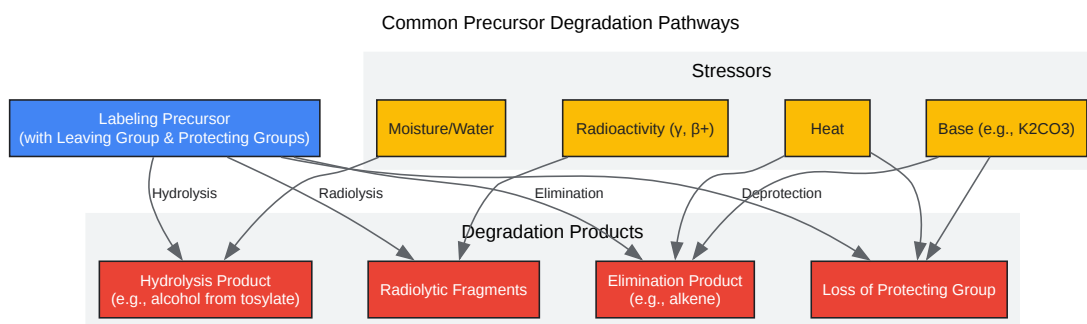 Common Precursor Degradation Pathways
Stressors
Labeling Precursor
(with Leaving Group & Protecting Groups)
Moisture/Water
Radioactivity (γ, β+)
Heat
Base (e.g., K2CO3)
Hydrolysis
Radiolysis
Elimination
Deprotection
Degradation Products
Hydrolysis Product
(e.g., alcohol from tosylate)
Radiolytic Fragments
Elimination Product
(e.g., alkene)
Loss of Protecting Group